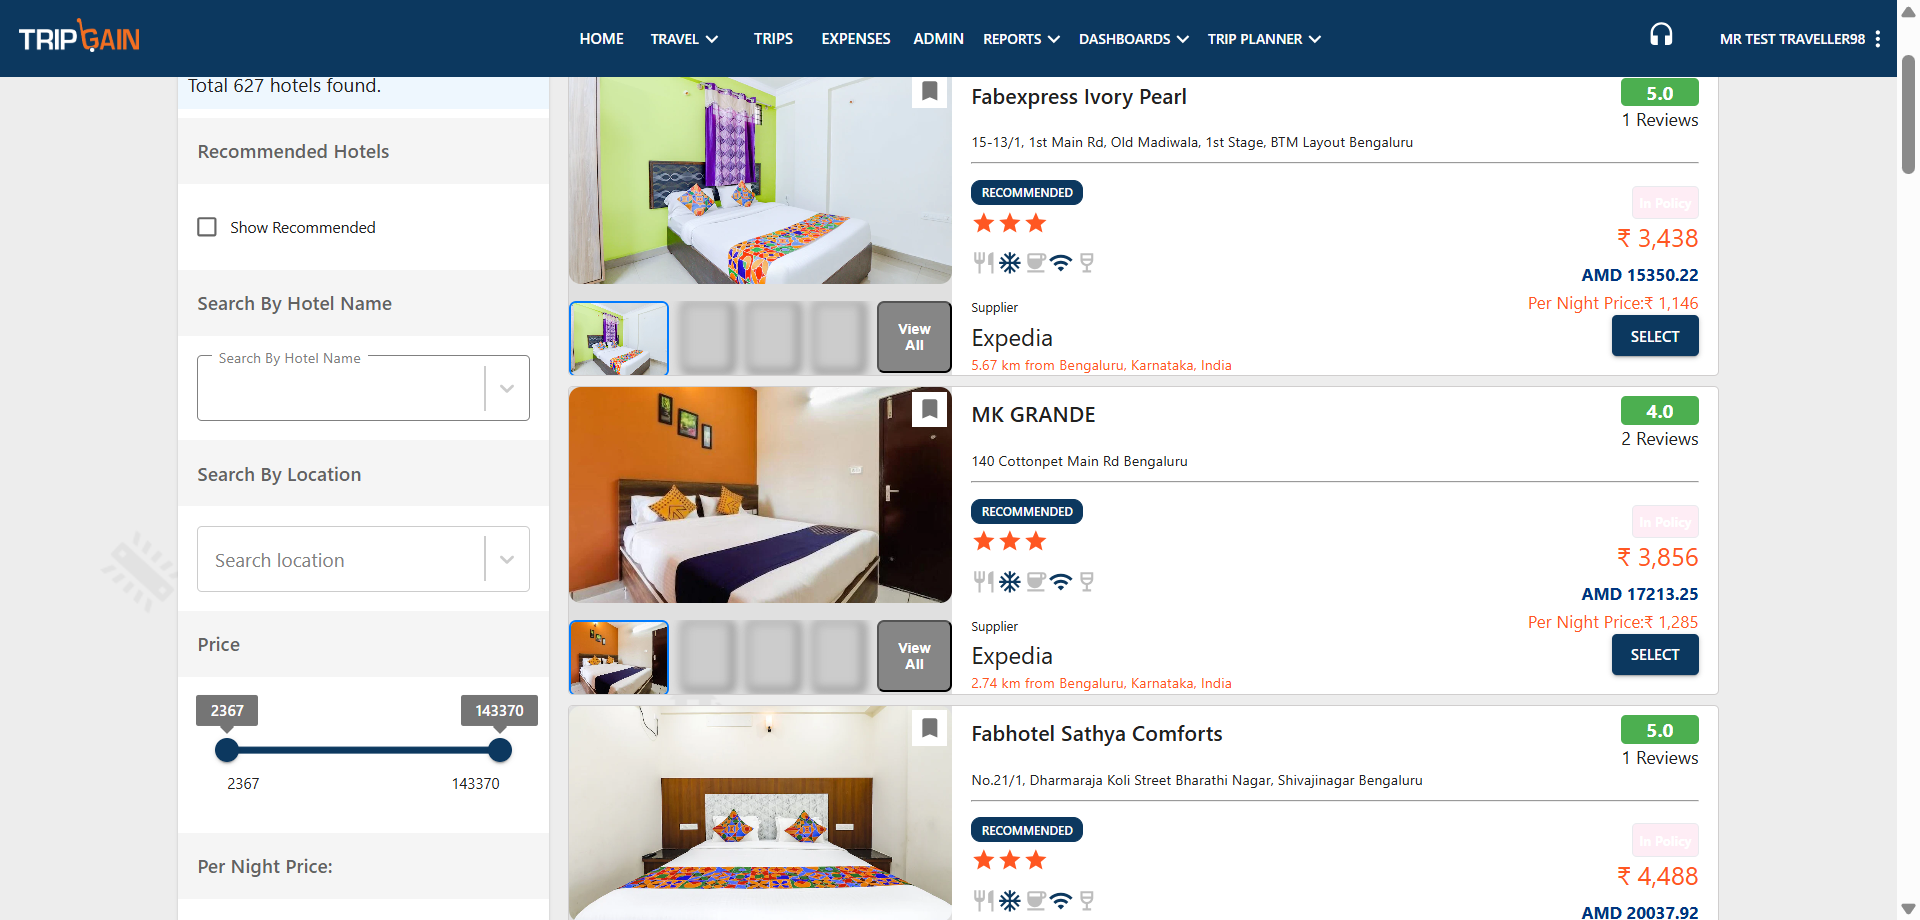 TRIPGAIN
HOME
TRAVEL
TRIPS
EXPENSES
ADMIN
REPORTS
DASHBOARDS
TRIP PLANNER
MR TEST TRAVELLER98
Total 627 hotels found.
Recommended Hotels
Show Recommended
Search By Hotel Name
Search By Hotel Name
Search By Location
Search location
Price
2367
143370
2367
143370
Per Night Price:
Fabexpress Ivory Pearl
5.0
1 Reviews
15-13/1, 1st Main Rd, Old Madiwala, 1st Stage, BTM Layout Bengaluru
RECOMMENDED
In Policy
₹ 3,438
AMD 15350.22
Per Night Price:₹ 1,146
View
All
Supplier
Expedia
SELECT
5.67 km from Bengaluru, Karnataka, India
MK GRANDE
4.0
2 Reviews
140 Cottonpet Main Rd Bengaluru
RECOMMENDED
In Policy
₹ 3,856
AMD 17213.25
Per Night Price:₹ 1,285
View
All
Supplier
Expedia
SELECT
2.74 km from Bengaluru, Karnataka, India
Fabhotel Sathya Comforts
5.0
1 Reviews
No.21/1, Dharmaraja Koli Street Bharathi Nagar, Shivajinagar Bengaluru
RECOMMENDED
In Policy
₹ 4,488
AMD 20037.92